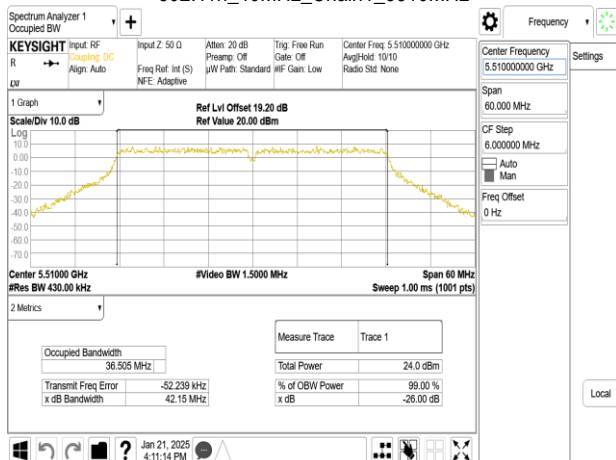 Spectrum Analyzer 1
Occupied BW
Frequency
KEYSIGHT
R
LXI
Input: RF
Coupling: DC
Align: Auto
Input Z: 50 Ω
Freq Ref: Int (S)
NFE: Adaptive
Atten: 20 dB
Preamp: Off
µW Path: Standard
Trig: Free Run
Gate: Off
#IF Gain: Low
Center Freq: 5.510000000 GHz
Avg|Hold: 10/10
Radio Std: None
Center Frequency
5.510000000 GHz
Settings
Span
60.000 MHz
CF Step
6.000000 MHz
Auto
Man
Freq Offset
0 Hz
Local
1 Graph
Scale/Div 10.0 dB
Ref Lvl Offset 19.20 dB
Ref Value 20.00 dBm
Log
10.0
0.00
-10.0
-20.0
-30.0
-40.0
-50.0
-60.0
-70.0
Center 5.51000 GHz
#Video BW 1.5000 MHz
Span 60 MHz
#Res BW 430.00 kHz
Sweep 1.00 ms (1001 pts)
2 Metrics
Measure Trace Trace 1
Occupied Bandwidth
36.505 MHz
Total Power 24.0 dBm
Transmit Freq Error -52.239 kHz
% of OBW Power 99.00 %
x dB Bandwidth 42.15 MHz
x dB -26.00 dB
Jan 21, 2025
4:11:14 PM